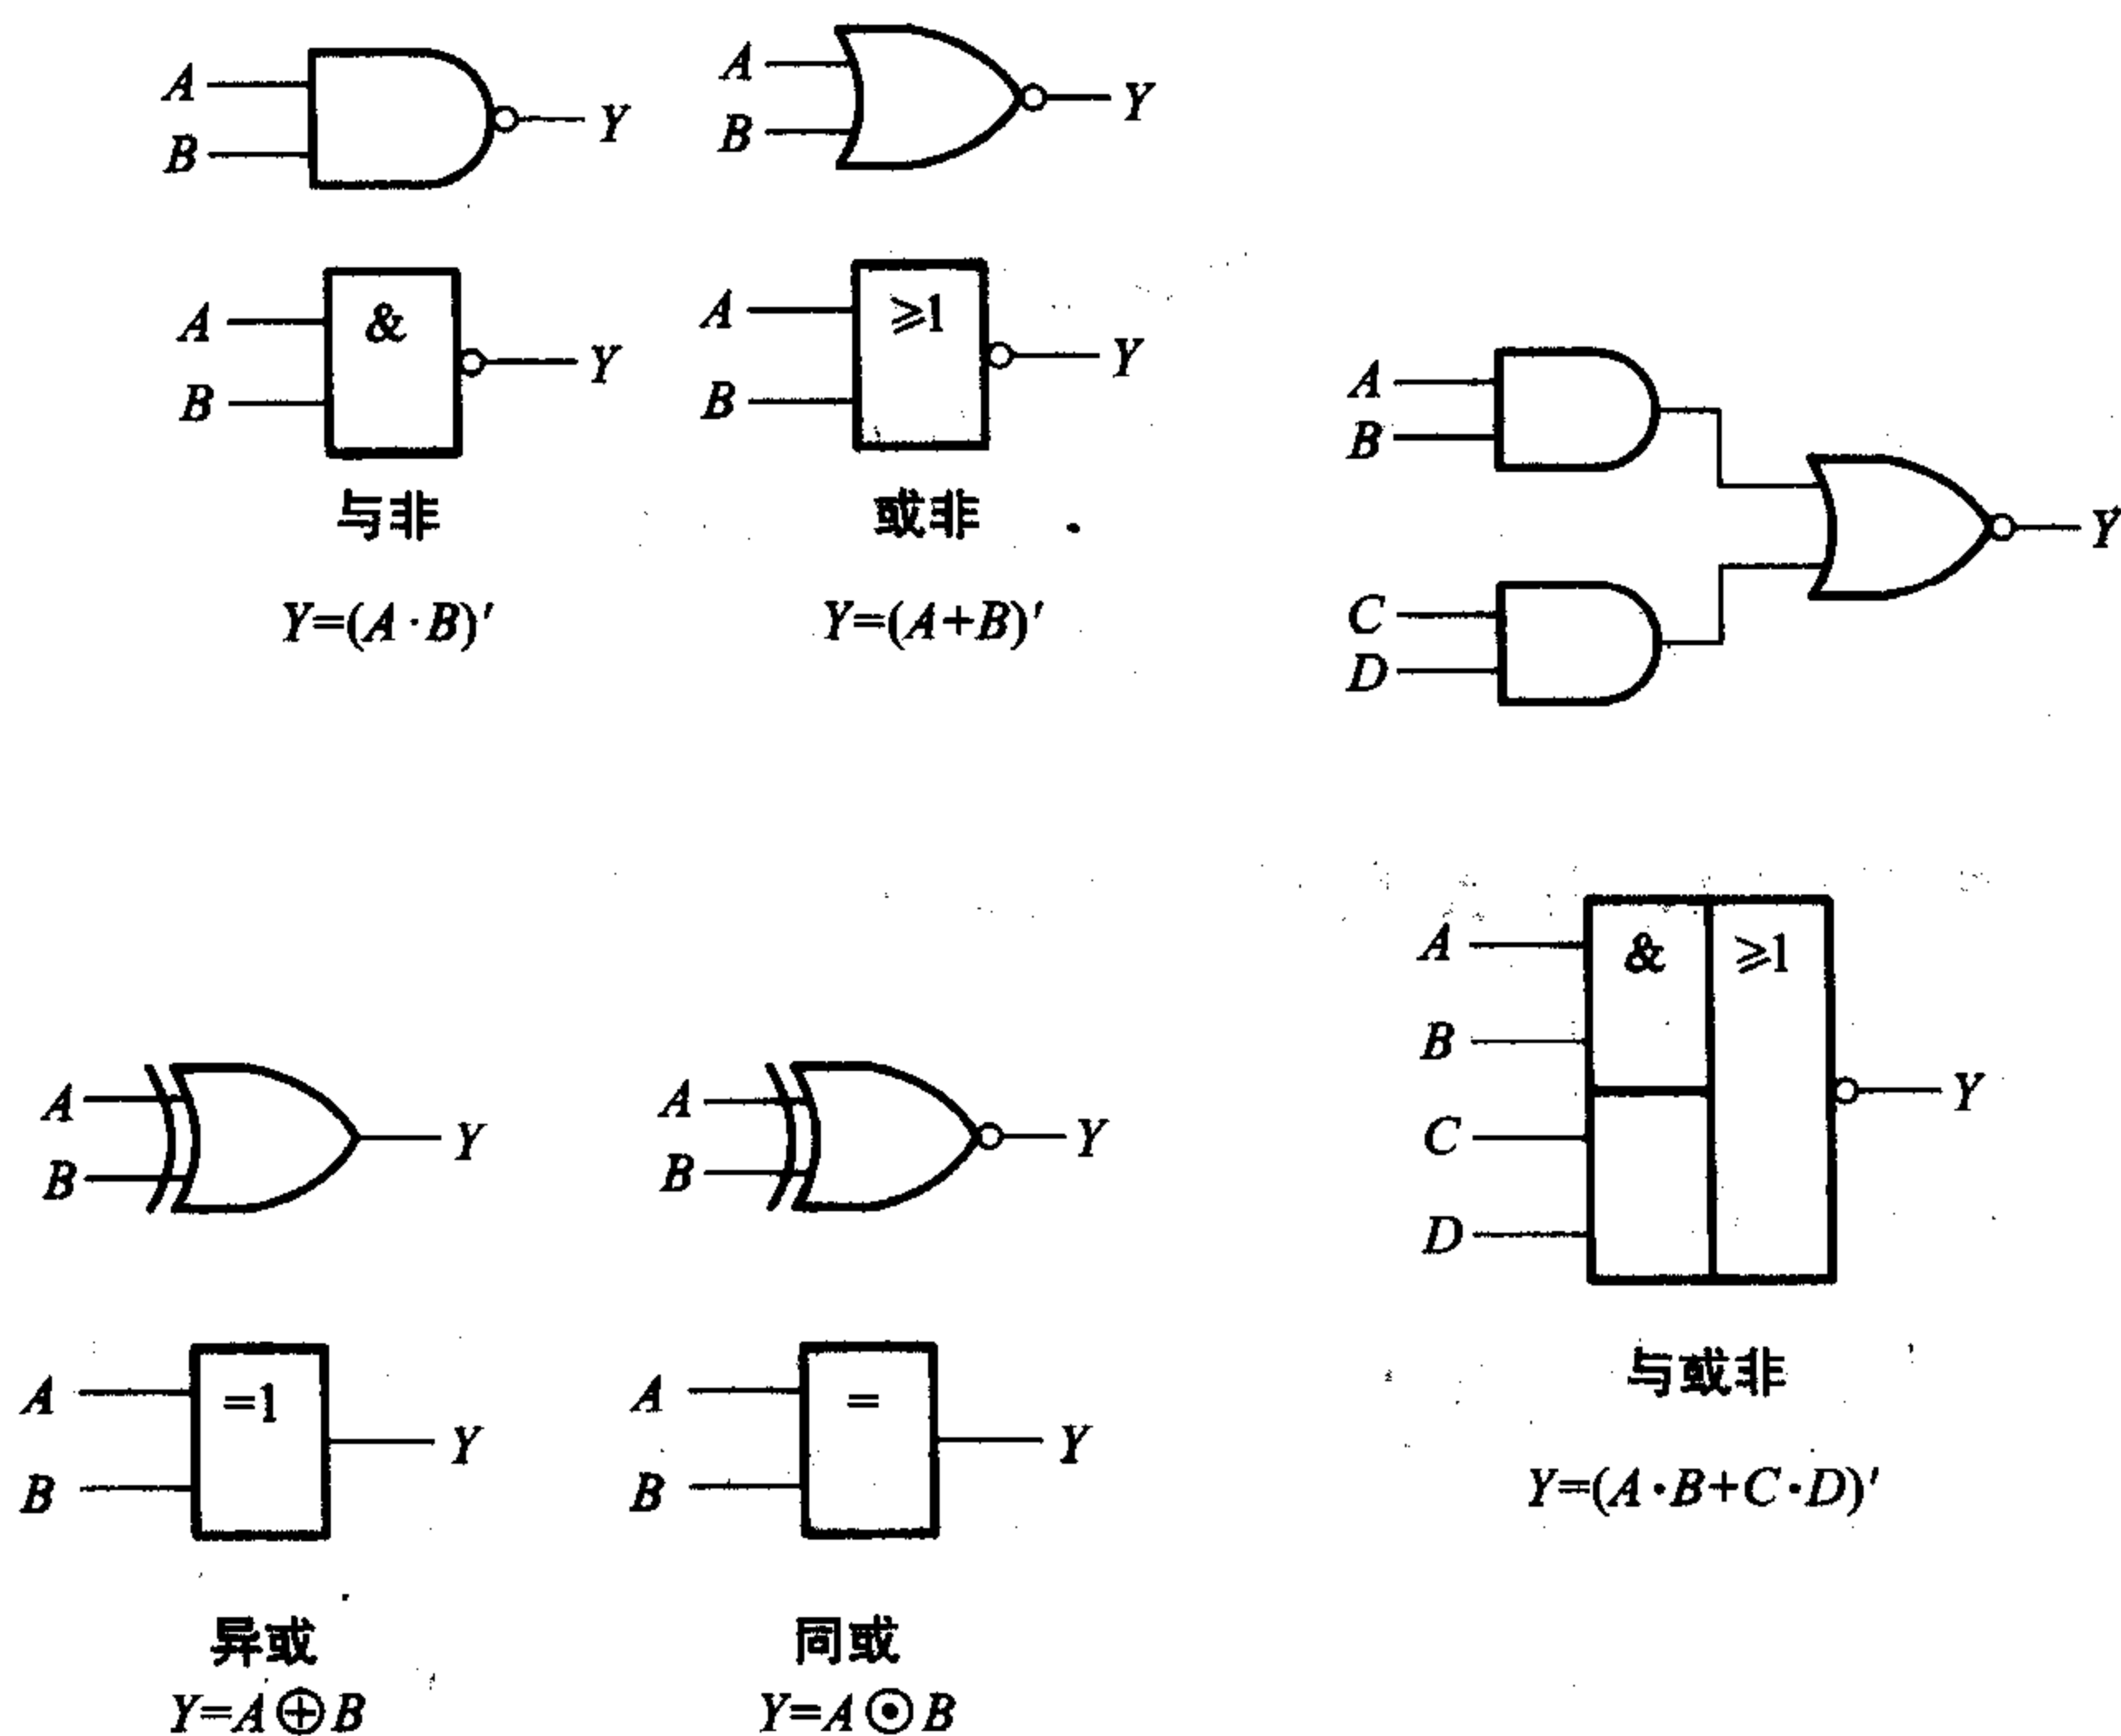 A
B
Y
A
B
Y
A
B
&
Y
A
B
≥1
Y
与非
或非
Y=(A·B)′
Y=(A+B)′
A
B
C
D
Y
A
B
Y
A
B
Y
A
B
C
D
&
≥1
Y
A
B
=1
Y
A
B
=
Y
与或非
Y=(A·B+C·D)′
异或
同或
Y=A⊕B
Y=A⊙B